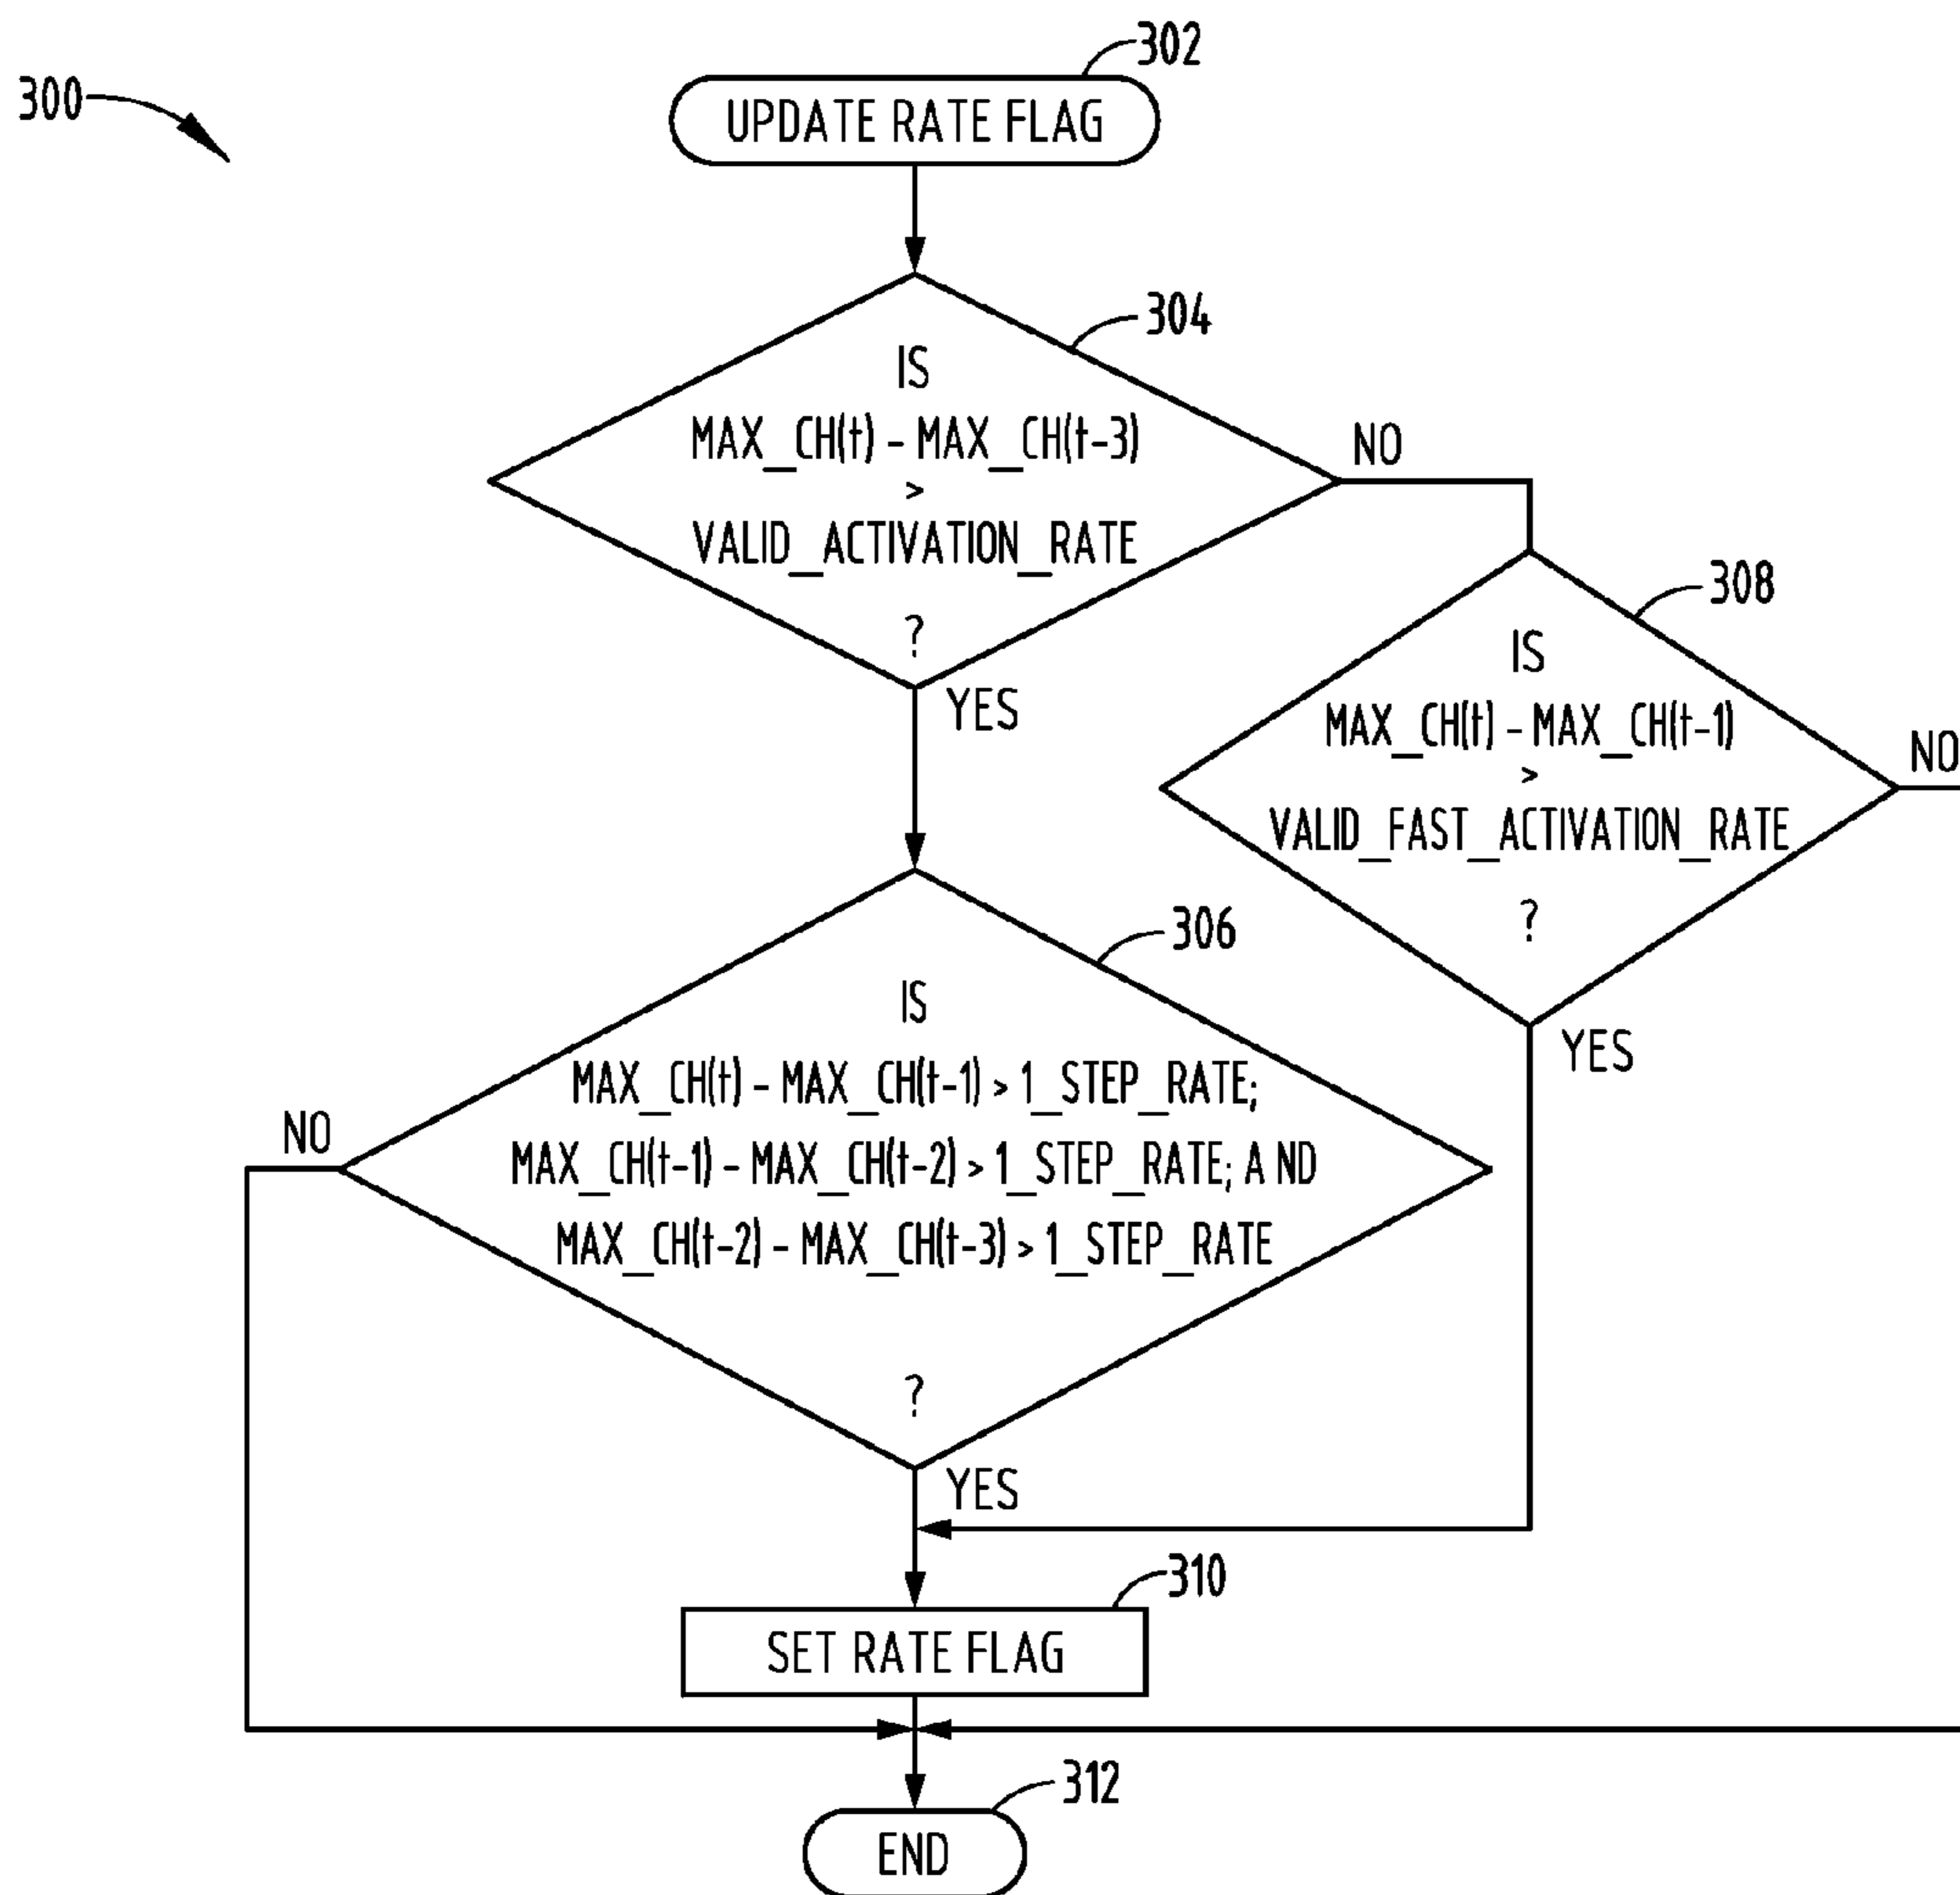 302
300
UPDATE RATE FLAG
304
IS
MAX_CH(t) - MAX_CH(t-3)
>
VALID_ACTIVATION_RATE
?
NO
YES
308
IS
MAX_CH(t) - MAX_CH(t-1)
>
VALID_FAST_ACTIVATION_RATE
?
NO
YES
306
IS
MAX_CH(t) - MAX_CH(t-1) > 1_STEP_RATE;
MAX_CH(t-1) - MAX_CH(t-2) > 1_STEP_RATE; A ND
MAX_CH(t-2) - MAX_CH(t-3) > 1_STEP_RATE
?
NO
YES
310
SET RATE FLAG
312
END